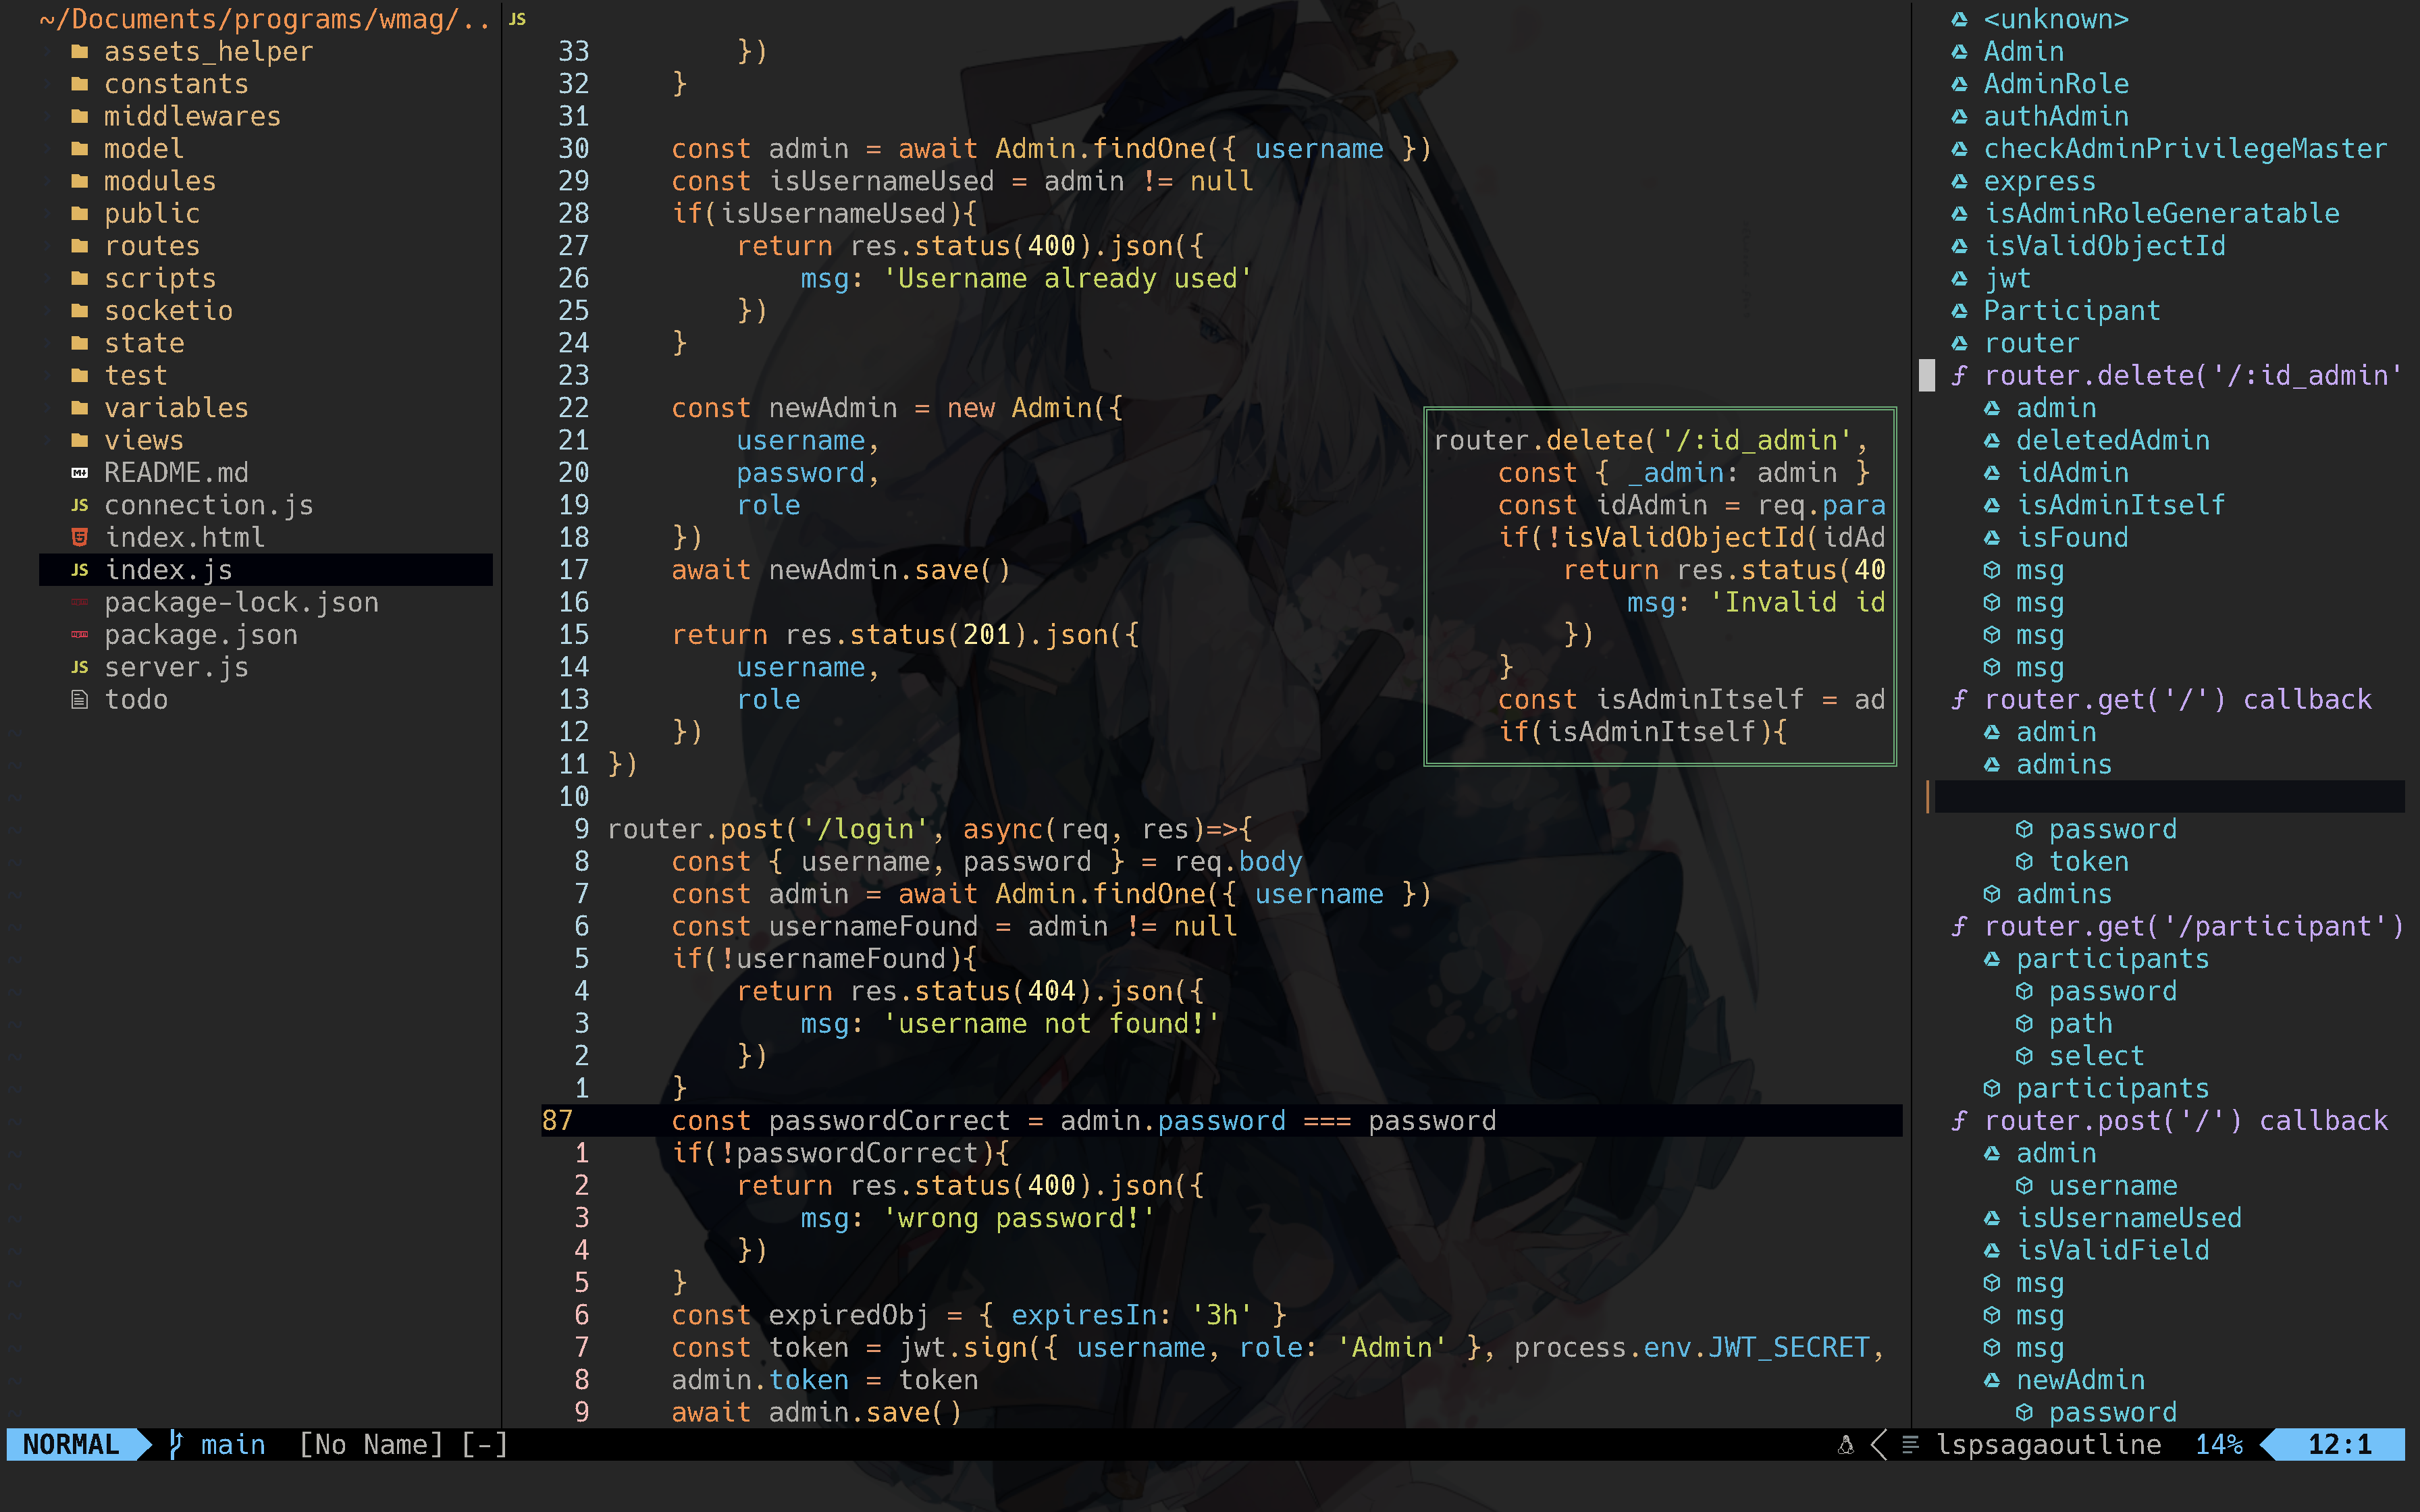 ~/Documents/programs/wmag/..
assets_helper
constants
middlewares
model
modules
public
routes
scripts
socketio
state
test
variables
views
README.md
connection.js
index.html
JS index.js
package-lock.json
package.json
JS server.js
todo
JS
33 })
32 }
31
30 const admin = await Admin.findOne({ username })
29 const isUsernameUsed = admin != null
28 if(isUsernameUsed){
27 return res.status(400).json({
26 msg: 'Username already used'
25 })
24 }
23
22 const newAdmin = new Admin({
21 username,
20 password,
19 role
18 })
17 await newAdmin.save()
16
15 return res.status(201).json({
14 username,
13 role
12 })
11 })
10
9 router.post('/login', async(req, res)=>{
8 const { username, password } = req.body
7 const admin = await Admin.findOne({ username })
6 const usernameFound = admin != null
5 if(!usernameFound){
4 return res.status(404).json({
3 msg: 'username not found!'
2 })
1 }
87 const passwordCorrect = admin.password === password
1 if(!passwordCorrect){
2 return res.status(400).json({
3 msg: 'wrong password!'
4 })
5 }
6 const expiredObj = { expiresIn: '3h' }
7 const token = jwt.sign({ username, role: 'Admin' }, process.env.JWT_SECRET,
8 admin.token = token
9 await admin.save()
router.delete('/:id_admin',
const { _admin: admin }
const idAdmin = req.para
if(!isValidObjectId(idAd
return res.status(40
msg: 'Invalid id
})
}
const isAdminItself = ad
if(isAdminItself){
<unknown>
Admin
AdminRole
authAdmin
checkAdminPrivilegeMaster
express
isAdminRoleGeneratable
isValidObjectId
jwt
Participant
router
f router.delete('/:id_admin'
admin
deletedAdmin
idAdmin
isAdminItself
isFound
msg
msg
msg
msg
f router.get('/') callback
admin
admins
password
token
admins
f router.get('/participant')
participants
password
path
select
participants
f router.post('/') callback
admin
username
isUsernameUsed
isValidField
msg
msg
msg
newAdmin
password
NORMAL main [No Name] [-] lspsagaoutline 14% 12:1